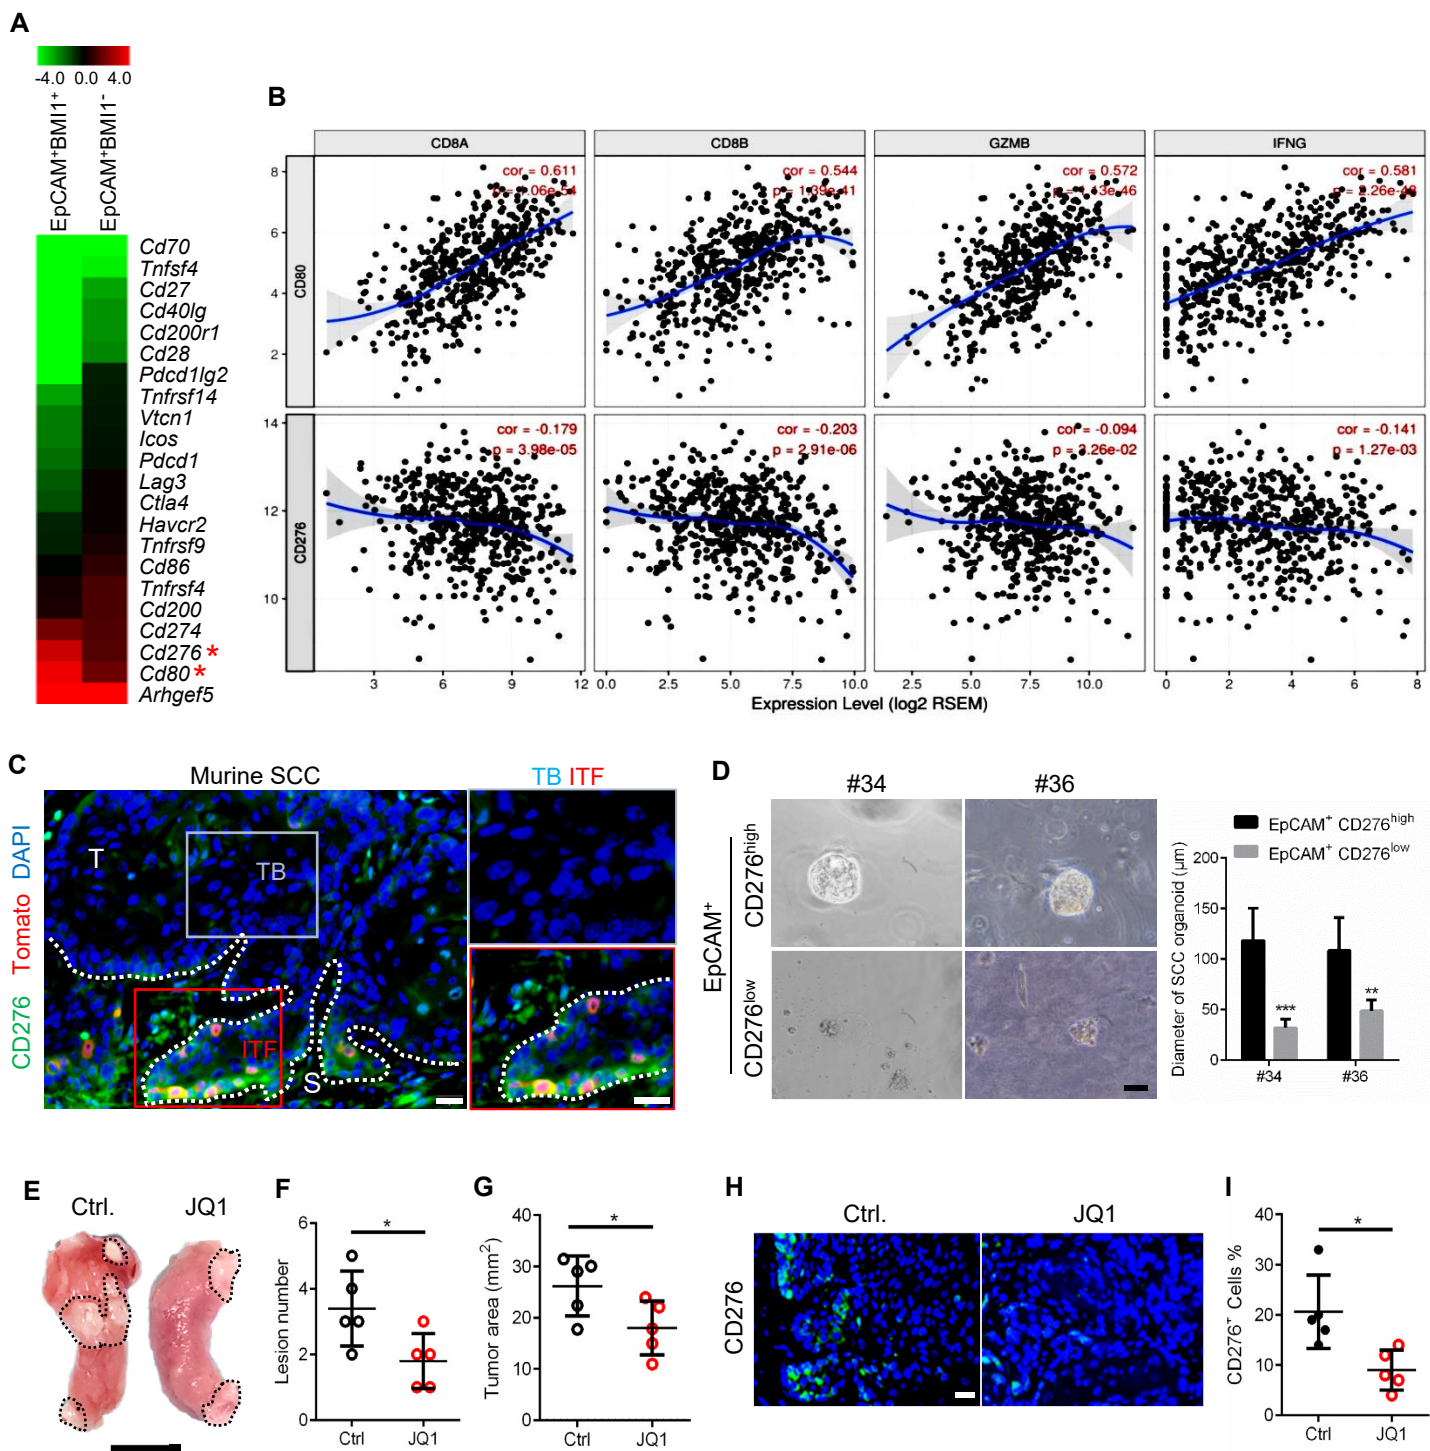 A
-4.0 0.0 4.0
EpCAM⁺BMI1⁺
EpCAM⁺BMI1⁻
Cd70
Tnfsf4
Cd27
Cd40lg
Cd200r1
Cd28
Pdcd1lg2
Tnfrsf14
Vtcn1
Icos
Pdcd1
Lag3
Ctla4
Havcr2
Tnfrsf9
Cd86
Tnfrsf4
Cd200
Cd274
Cd276 *
Cd80 *
Arhgef5
B
CD8A CD8B GZMB IFNG
CD80
8
6
4
2
cor = 0.611
p = 1.06e-54
cor = 0.544
p = 1.39e-41
cor = 0.572
p = 1.13e-46
cor = 0.581
p = 2.26e-48
CD276
14
12
10
cor = -0.179
p = 3.98e-05
cor = -0.203
p = 2.91e-06
cor = -0.094
p = 3.26e-02
cor = -0.141
p = 1.27e-03
3 6 9 12 0.0 2.5 5.0 7.5 10.0 2.5 5.0 7.5 10.0 0 2 4 6 8
Expression Level (log2 RSEM)
C
Murine SCC
TB ITF
CD276 Tomato DAPI
T
TB
ITF
S
D
#34 #36
EpCAM⁺
CD276high
CD276low
EpCAM⁺ CD276high
EpCAM⁺ CD276low
Diameter of SCC organoid (μm)
200
150
100
50
0
***
**
#34 #36
E
Ctrl. JQ1
F
Lesion number
6
4
2
0
*
Ctrl JQ1
G
Tumor area (mm²)
40
30
20
10
0
*
Ctrl JQ1
H
Ctrl. JQ1
CD276
I
CD276⁺ Cells %
40
30
20
10
0
*
Ctrl JQ1